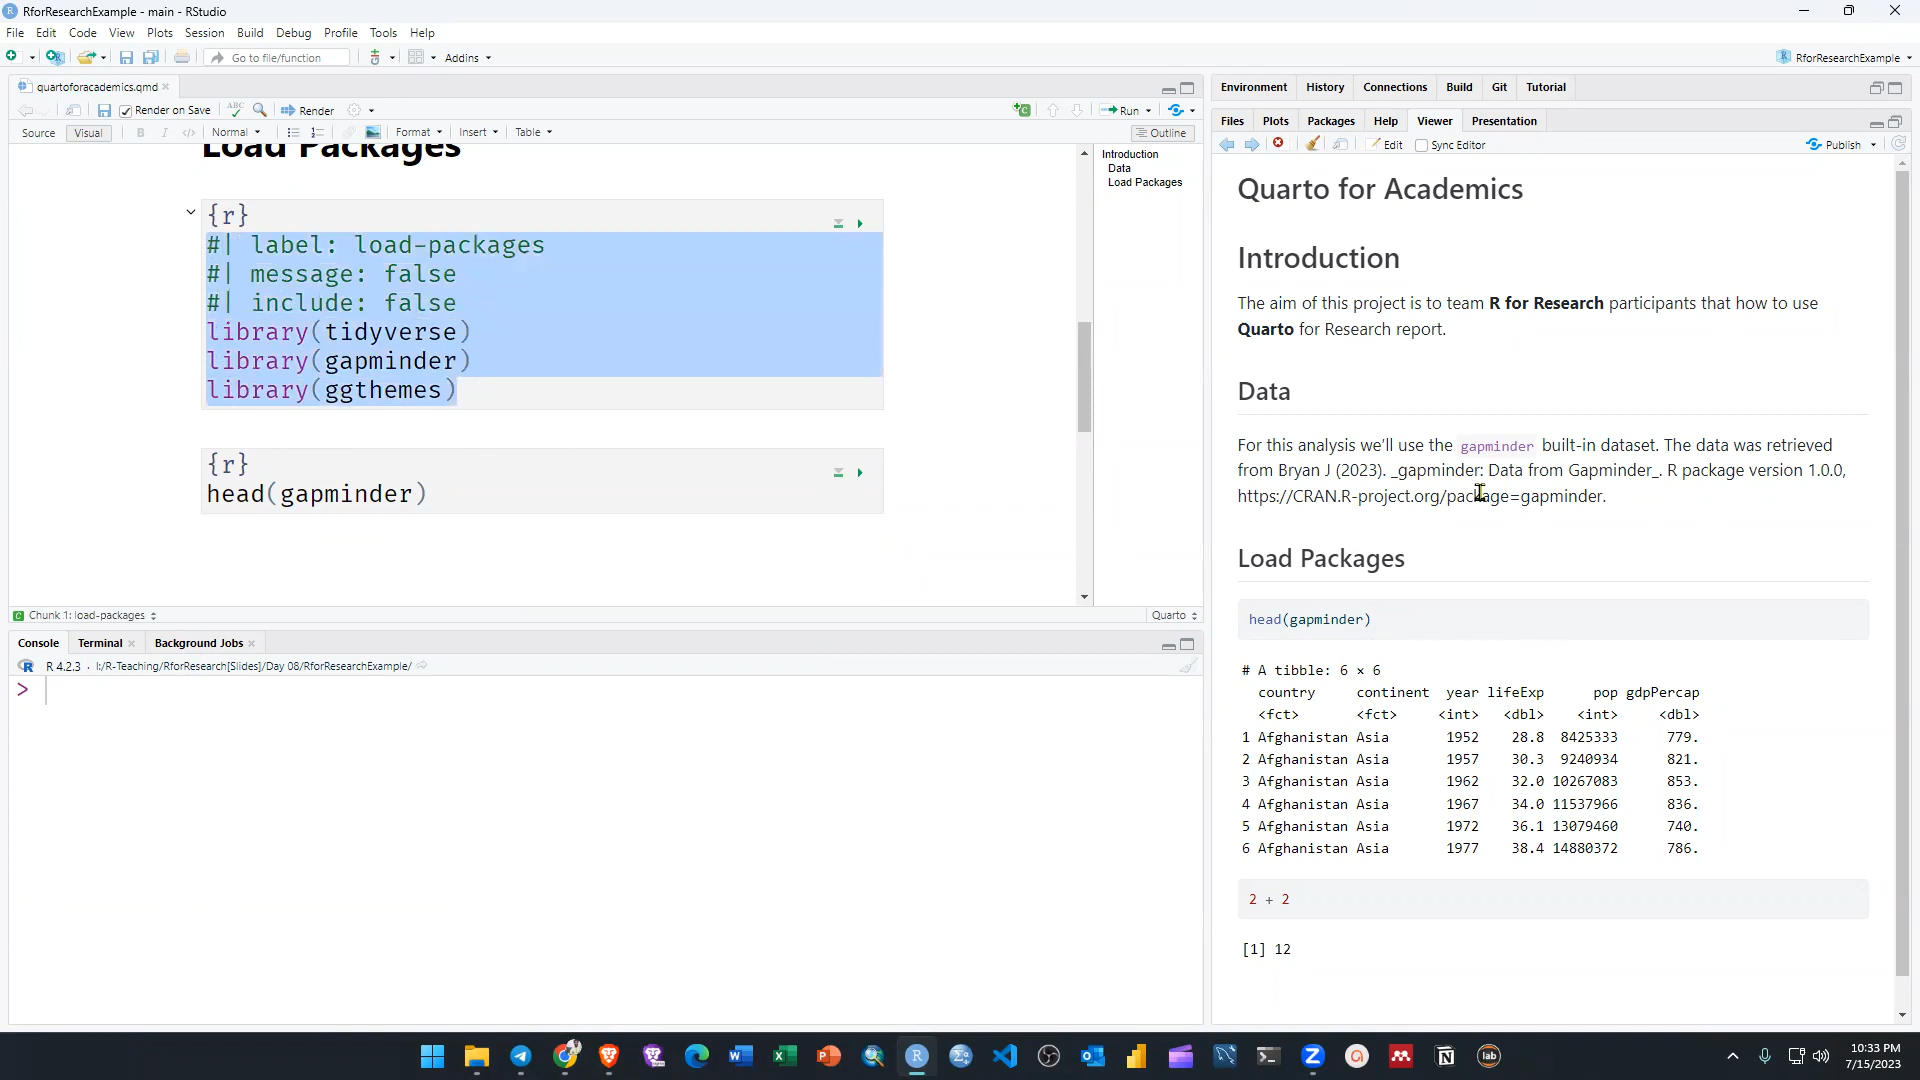 RforResearchExample - main - RStudio
File Edit Code View Plots Session Build Debug Profile Tools Help
Go to file/function Addins RforResearchExample
quartoforacademics.qmd
Render on Save ABC Render Run
Source Visual B I </> Normal Format Insert Table Outline
Load Packages
{r}
#| label: load-packages
#| message: false
#| include: false
library(tidyverse)
library(gapminder)
library(ggthemes)
{r}
head(gapminder)
Introduction
Data
Load Packages
Chunk 1: load-packages Quarto
Console Terminal Background Jobs
R 4.2.3 · I:/R-Teaching/RforResearch[Slides]/Day 08/RforResearchExample/
>
Environment History Connections Build Git Tutorial
Files Plots Packages Help Viewer Presentation
Edit Sync Editor Publish
Quarto for Academics
Introduction
The aim of this project is to team R for Research participants that how to use
Quarto for Research report.
Data
For this analysis we'll use the gapminder built-in dataset. The data was retrieved
from Bryan J (2023). _gapminder: Data from Gapminder_. R package version 1.0.0,
https://CRAN.R-project.org/package=gapminder.
Load Packages
head(gapminder)
# A tibble: 6 × 6
country continent year lifeExp pop gdpPercap
<fct> <fct> <int> <dbl> <int> <dbl>
1 Afghanistan Asia 1952 28.8 8425333 779.
2 Afghanistan Asia 1957 30.3 9240934 821.
3 Afghanistan Asia 1962 32.0 10267083 853.
4 Afghanistan Asia 1967 34.0 11537966 836.
5 Afghanistan Asia 1972 36.1 13079460 740.
6 Afghanistan Asia 1977 38.4 14880372 786.
2 + 2
[1] 12
lab
10:33 PM
7/15/2023